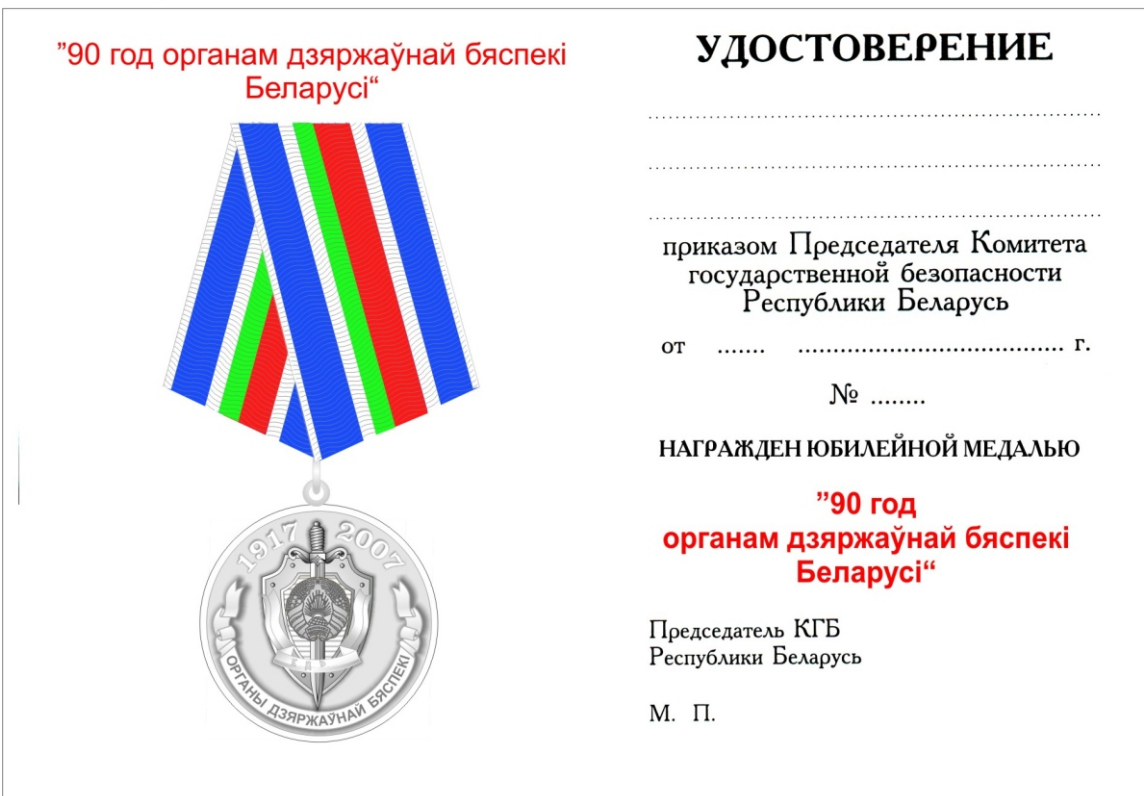 ”90 год органам дзяржаўнай бяспекі
Беларусі“
1917 2007
ОРГАНЫ ДЗЯРЖАЎНАЙ БЯСПЕКІ
УДОСТОВЕРЕНИЕ
приказом Председателя Комитета
государственной безопасности
Республики Беларусь
от ....... ..................................... г.
№ ........
НАГРАЖДЕН ЮБИЛЕЙНОЙ МЕДАЛЬЮ
”90 год
органам дзяржаўнай бяспекі
Беларусі“
Председатель КГБ
Республики Беларусь
М. П.